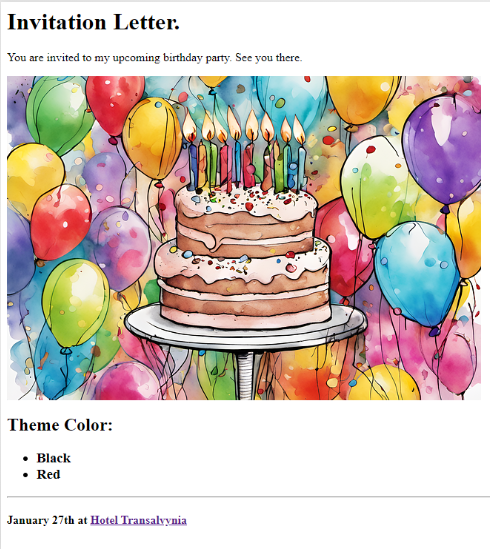 Invitation Letter.
You are invited to my upcoming birthday party. See you there.
Theme Color:
Black
Red
January 27th at Hotel Transalvynia